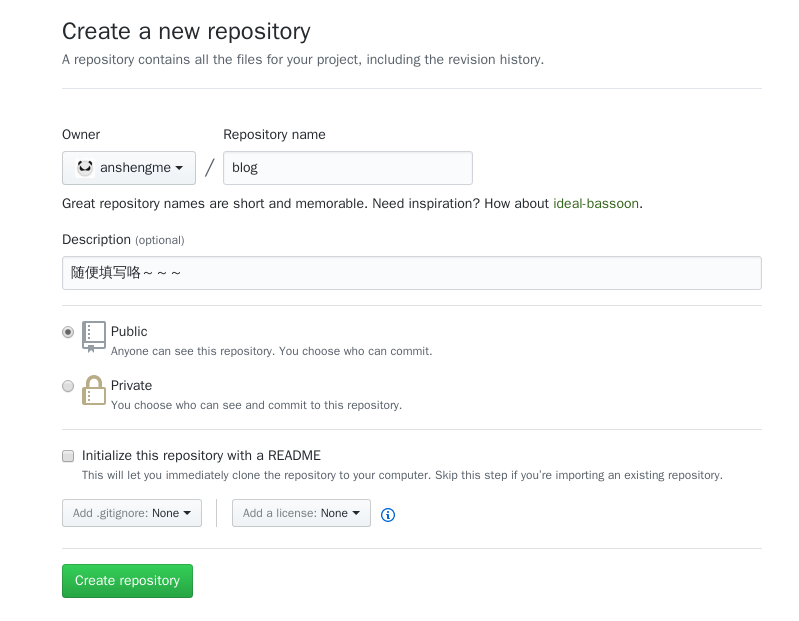 Create a new repository
A repository contains all the files for your project, including the revision history.
Owner
Repository name
anshengme
/
blog
Great repository names are short and memorable. Need inspiration? How about ideal-bassoon.
Description (optional)
随便填写咯～～～
Public
Anyone can see this repository. You choose who can commit.
Private
You choose who can see and commit to this repository.
Initialize this repository with a README
This will let you immediately clone the repository to your computer. Skip this step if you're importing an existing repository.
Add .gitignore: None
Add a license: None
Create repository